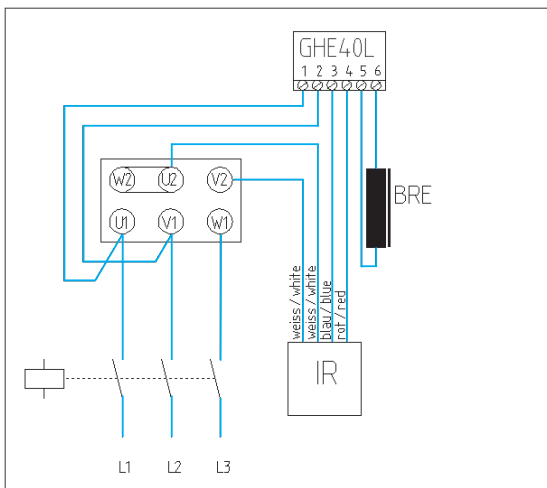 GHE40L
1 2 3 4 5 6
W2 U2 V2
BRE
U1 V1 W1
weiss / white
weiss / white
blau / blue
rot / red
IR
L1 L2 L3